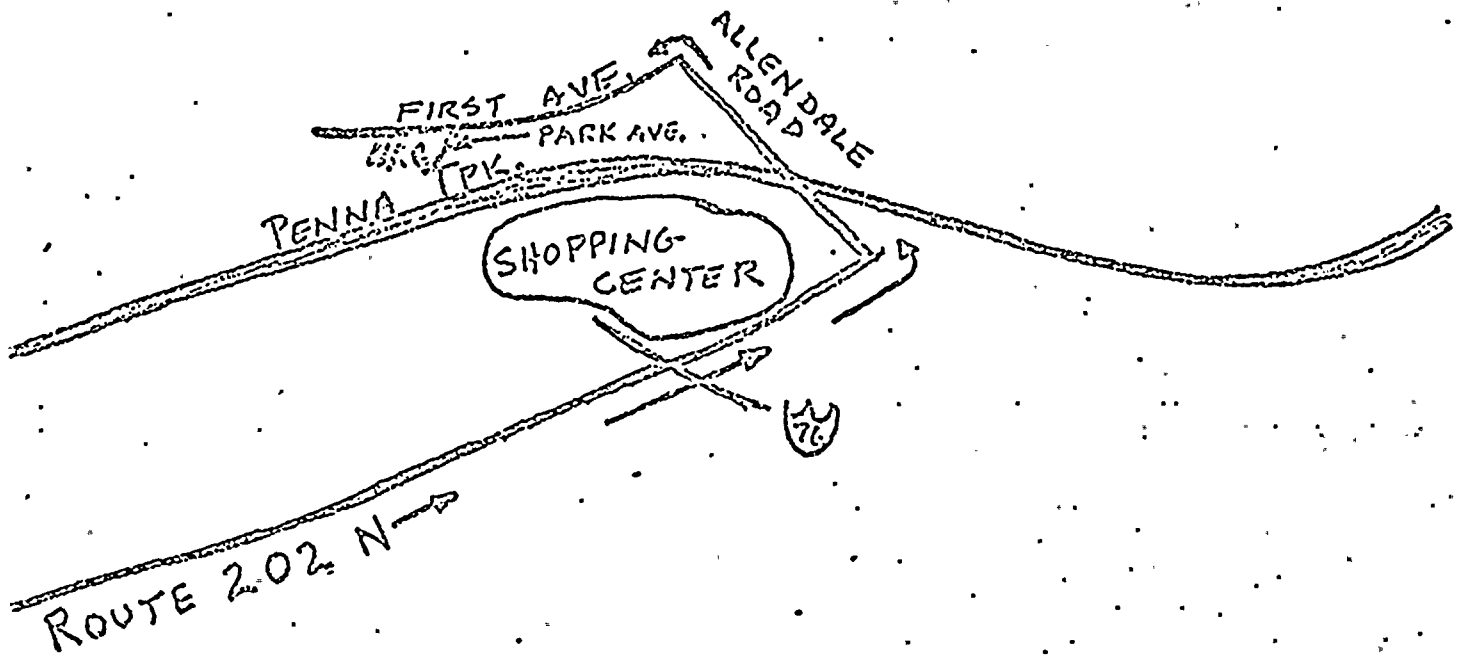 ALLENDALE
ROAD
FIRST AVE.
PARK AVE.
PENNA TPK.
SHOPPING
CENTER
76
ROUTE 202 N